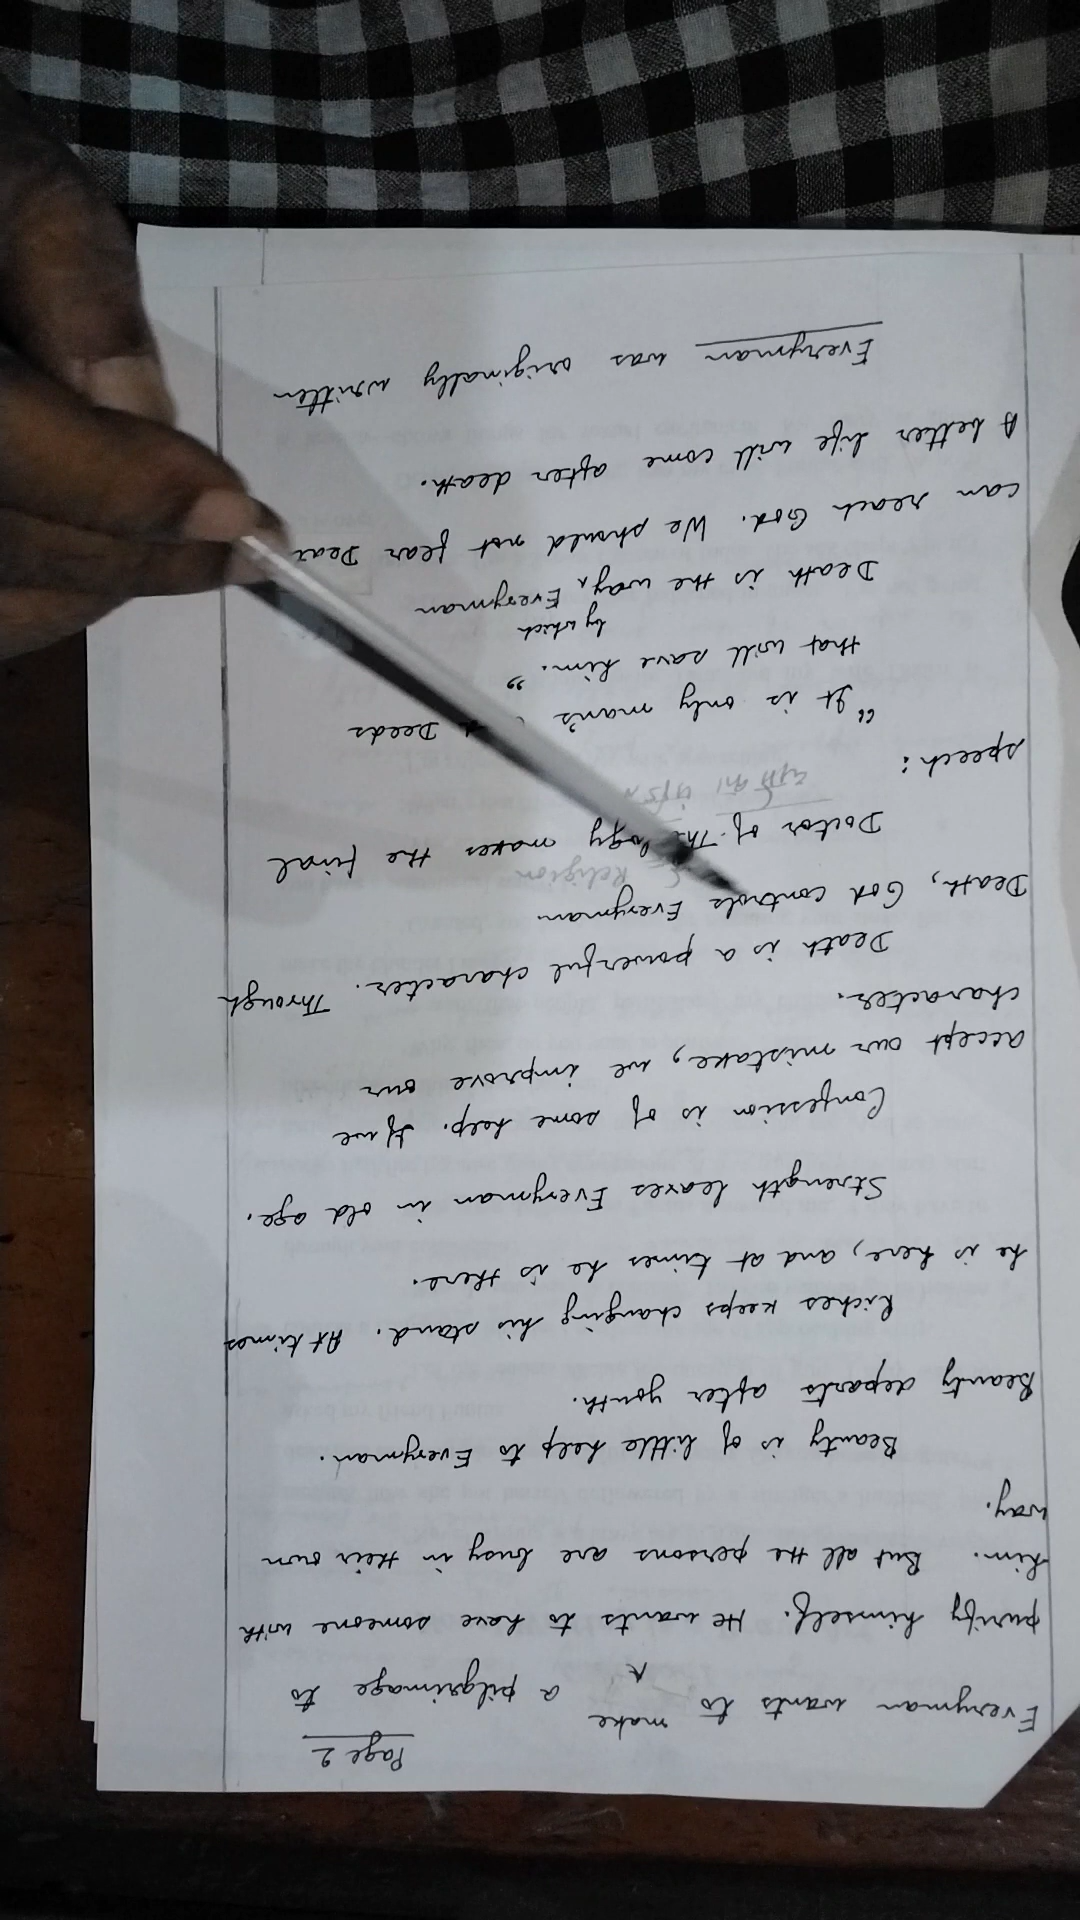 Page 2
Everyman wants to make a pilgrimage to
purify himself. He wants to have someone with
him. But all the persons are busy in their own
way.
Beauty is of little help to Everyman.
Beauty departs after youth.
Riches keeps changing his stand. At times
he is here, and at times he is there.
Strength leaves Everyman in old age.
Confession is of some help. If we
accept our mistake, we improve our
character.
Death is a powerful character. Through
Death, God controls Everyman.
Religion
Doctor of makes the final
speech:
"It is only man's Deeds
that will save him."
by which
Death is the way, Everyman
can reach God. We should not fear
A better life will come after death.
Everyman was originally written